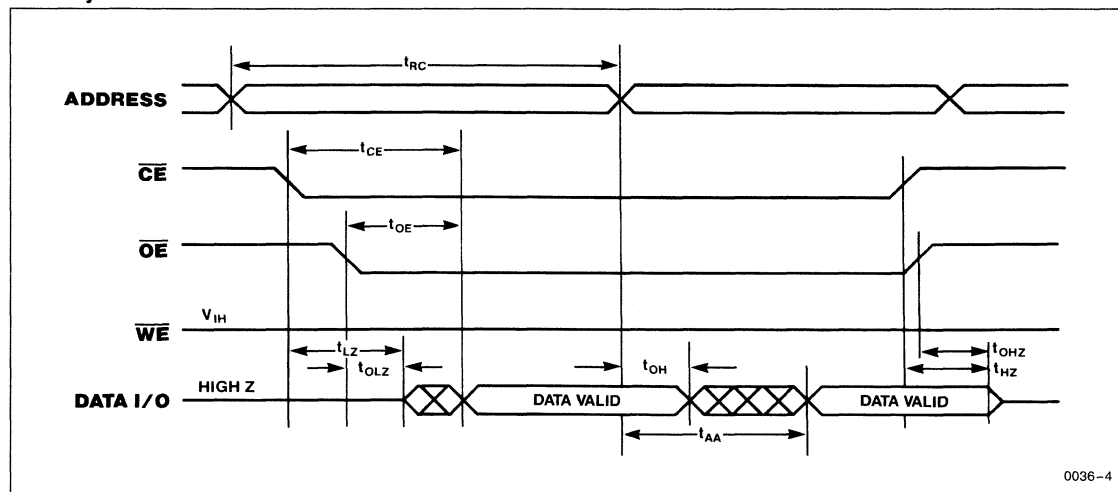 tRC
ADDRESS
tCE
CE
tOE
OE
VIH
WE
tLZ
tOHZ
tOLZ
tOH
tHZ
HIGH Z
DATA I/O
DATA VALID
DATA VALID
tAA
0036-4